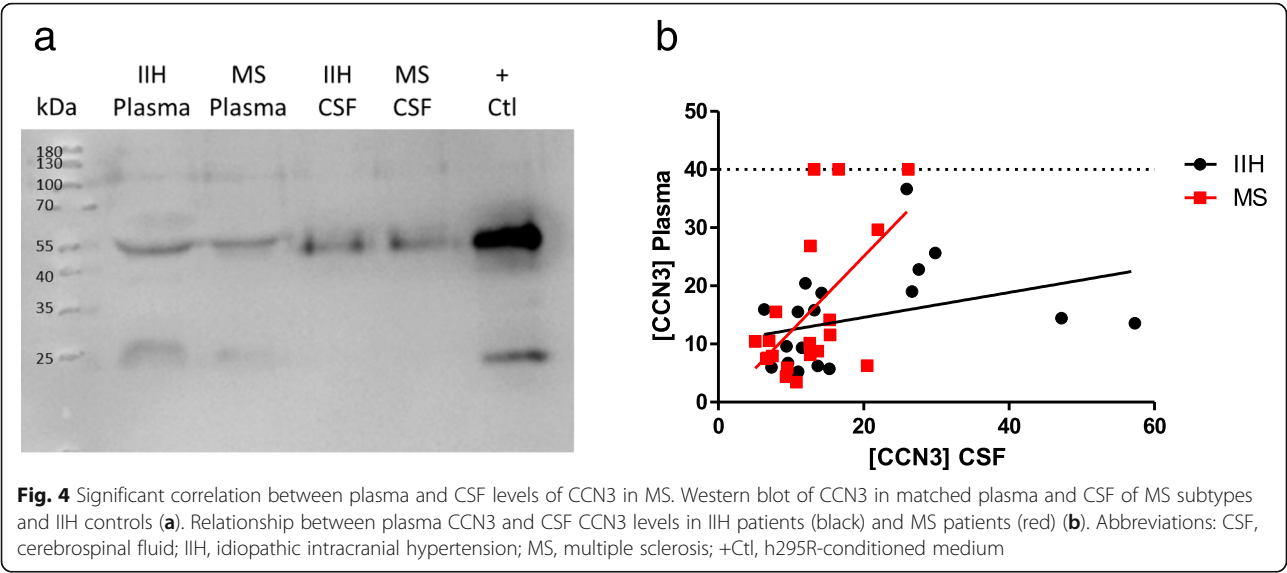 a
IIH MS IIH MS +
kDa Plasma Plasma CSF CSF Ctl
180
130
100
70
55
40
35
25
b
50
40
30
20
10
0
[CCN3] Plasma
0 20 40 60
[CCN3] CSF
IIH
MS
Fig. 4 Significant correlation between plasma and CSF levels of CCN3 in MS. Western blot of CCN3 in matched plasma and CSF of MS subtypes
and IIH controls (a). Relationship between plasma CCN3 and CSF CCN3 levels in IIH patients (black) and MS patients (red) (b). Abbreviations: CSF,
cerebrospinal fluid; IIH, idiopathic intracranial hypertension; MS, multiple sclerosis; +Ctl, h295R-conditioned medium